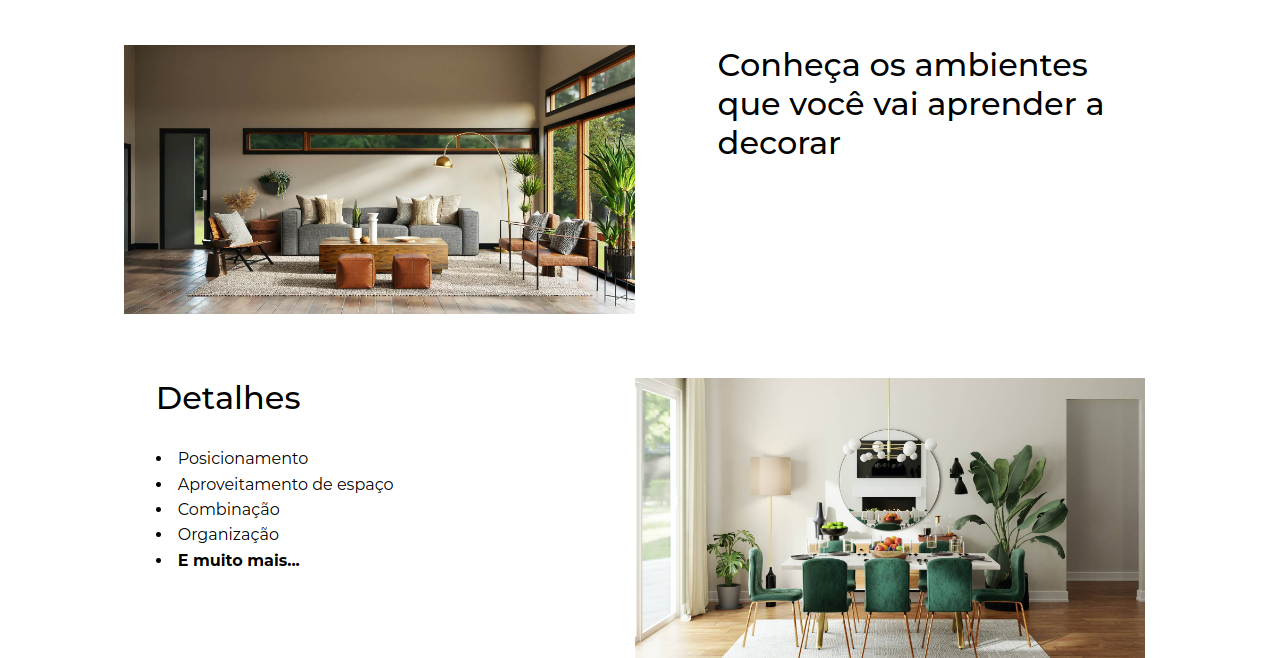 Conheça os ambientes
que você vai aprender a
decorar
Detalhes
Posicionamento
Aproveitamento de espaço
Combinação
Organização
E muito mais...